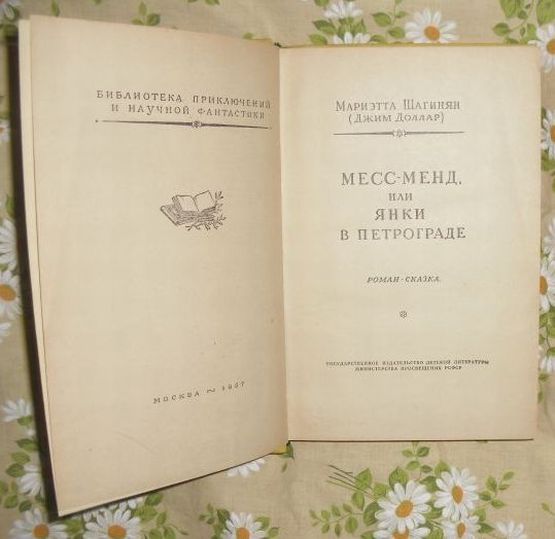 БИБЛИОТЕКА ПРИКЛЮЧЕНИЙ
И НАУЧНОЙ ФАНТАСТИКИ
МОСКВА ~ 1957
МАРИЭТТА ШАГИНЯН
(ДЖИМ ДОЛЛАР)
МЕСС-МЕНД,
ИЛИ
ЯНКИ
В ПЕТРОГРАДЕ
РОМАН-СКАЗКА
ГОСУДАРСТВЕННОЕ ИЗДАТЕЛЬСТВО ДЕТСКОЙ ЛИТЕРАТУРЫ
МИНИСТЕРСТВА ПРОСВЕЩЕНИЯ РСФСР